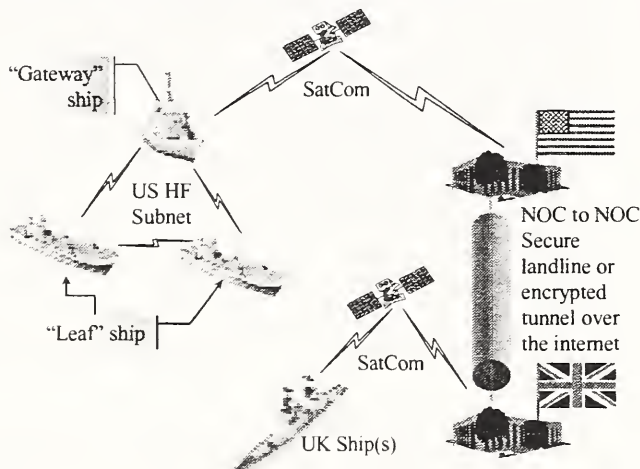 "Gateway"
ship
SatCom
US HF
Subnet
NOC to NOC
Secure
landline or
encrypted
tunnel over
the internet
"Leaf" ship
SatCom
UK Ship(s)